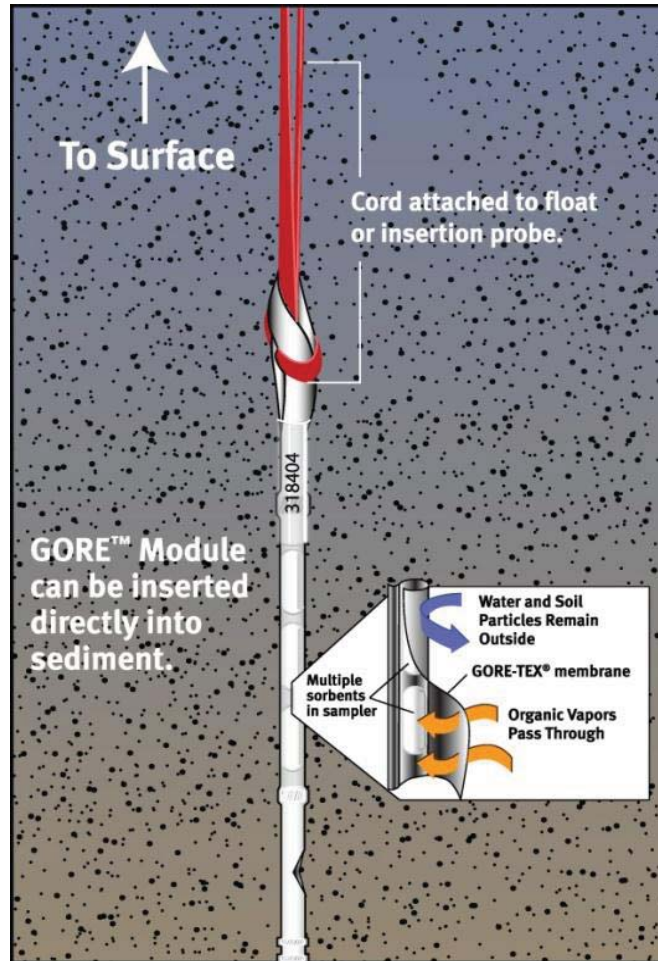 To Surface
Cord attached to float
or insertion probe.
318404
GORE™ Module
can be inserted
directly into
sediment.
Water and Soil
Particles Remain
Outside
GORE-TEX® membrane
Multiple
sorbents
in sampler
Organic Vapors
Pass Through